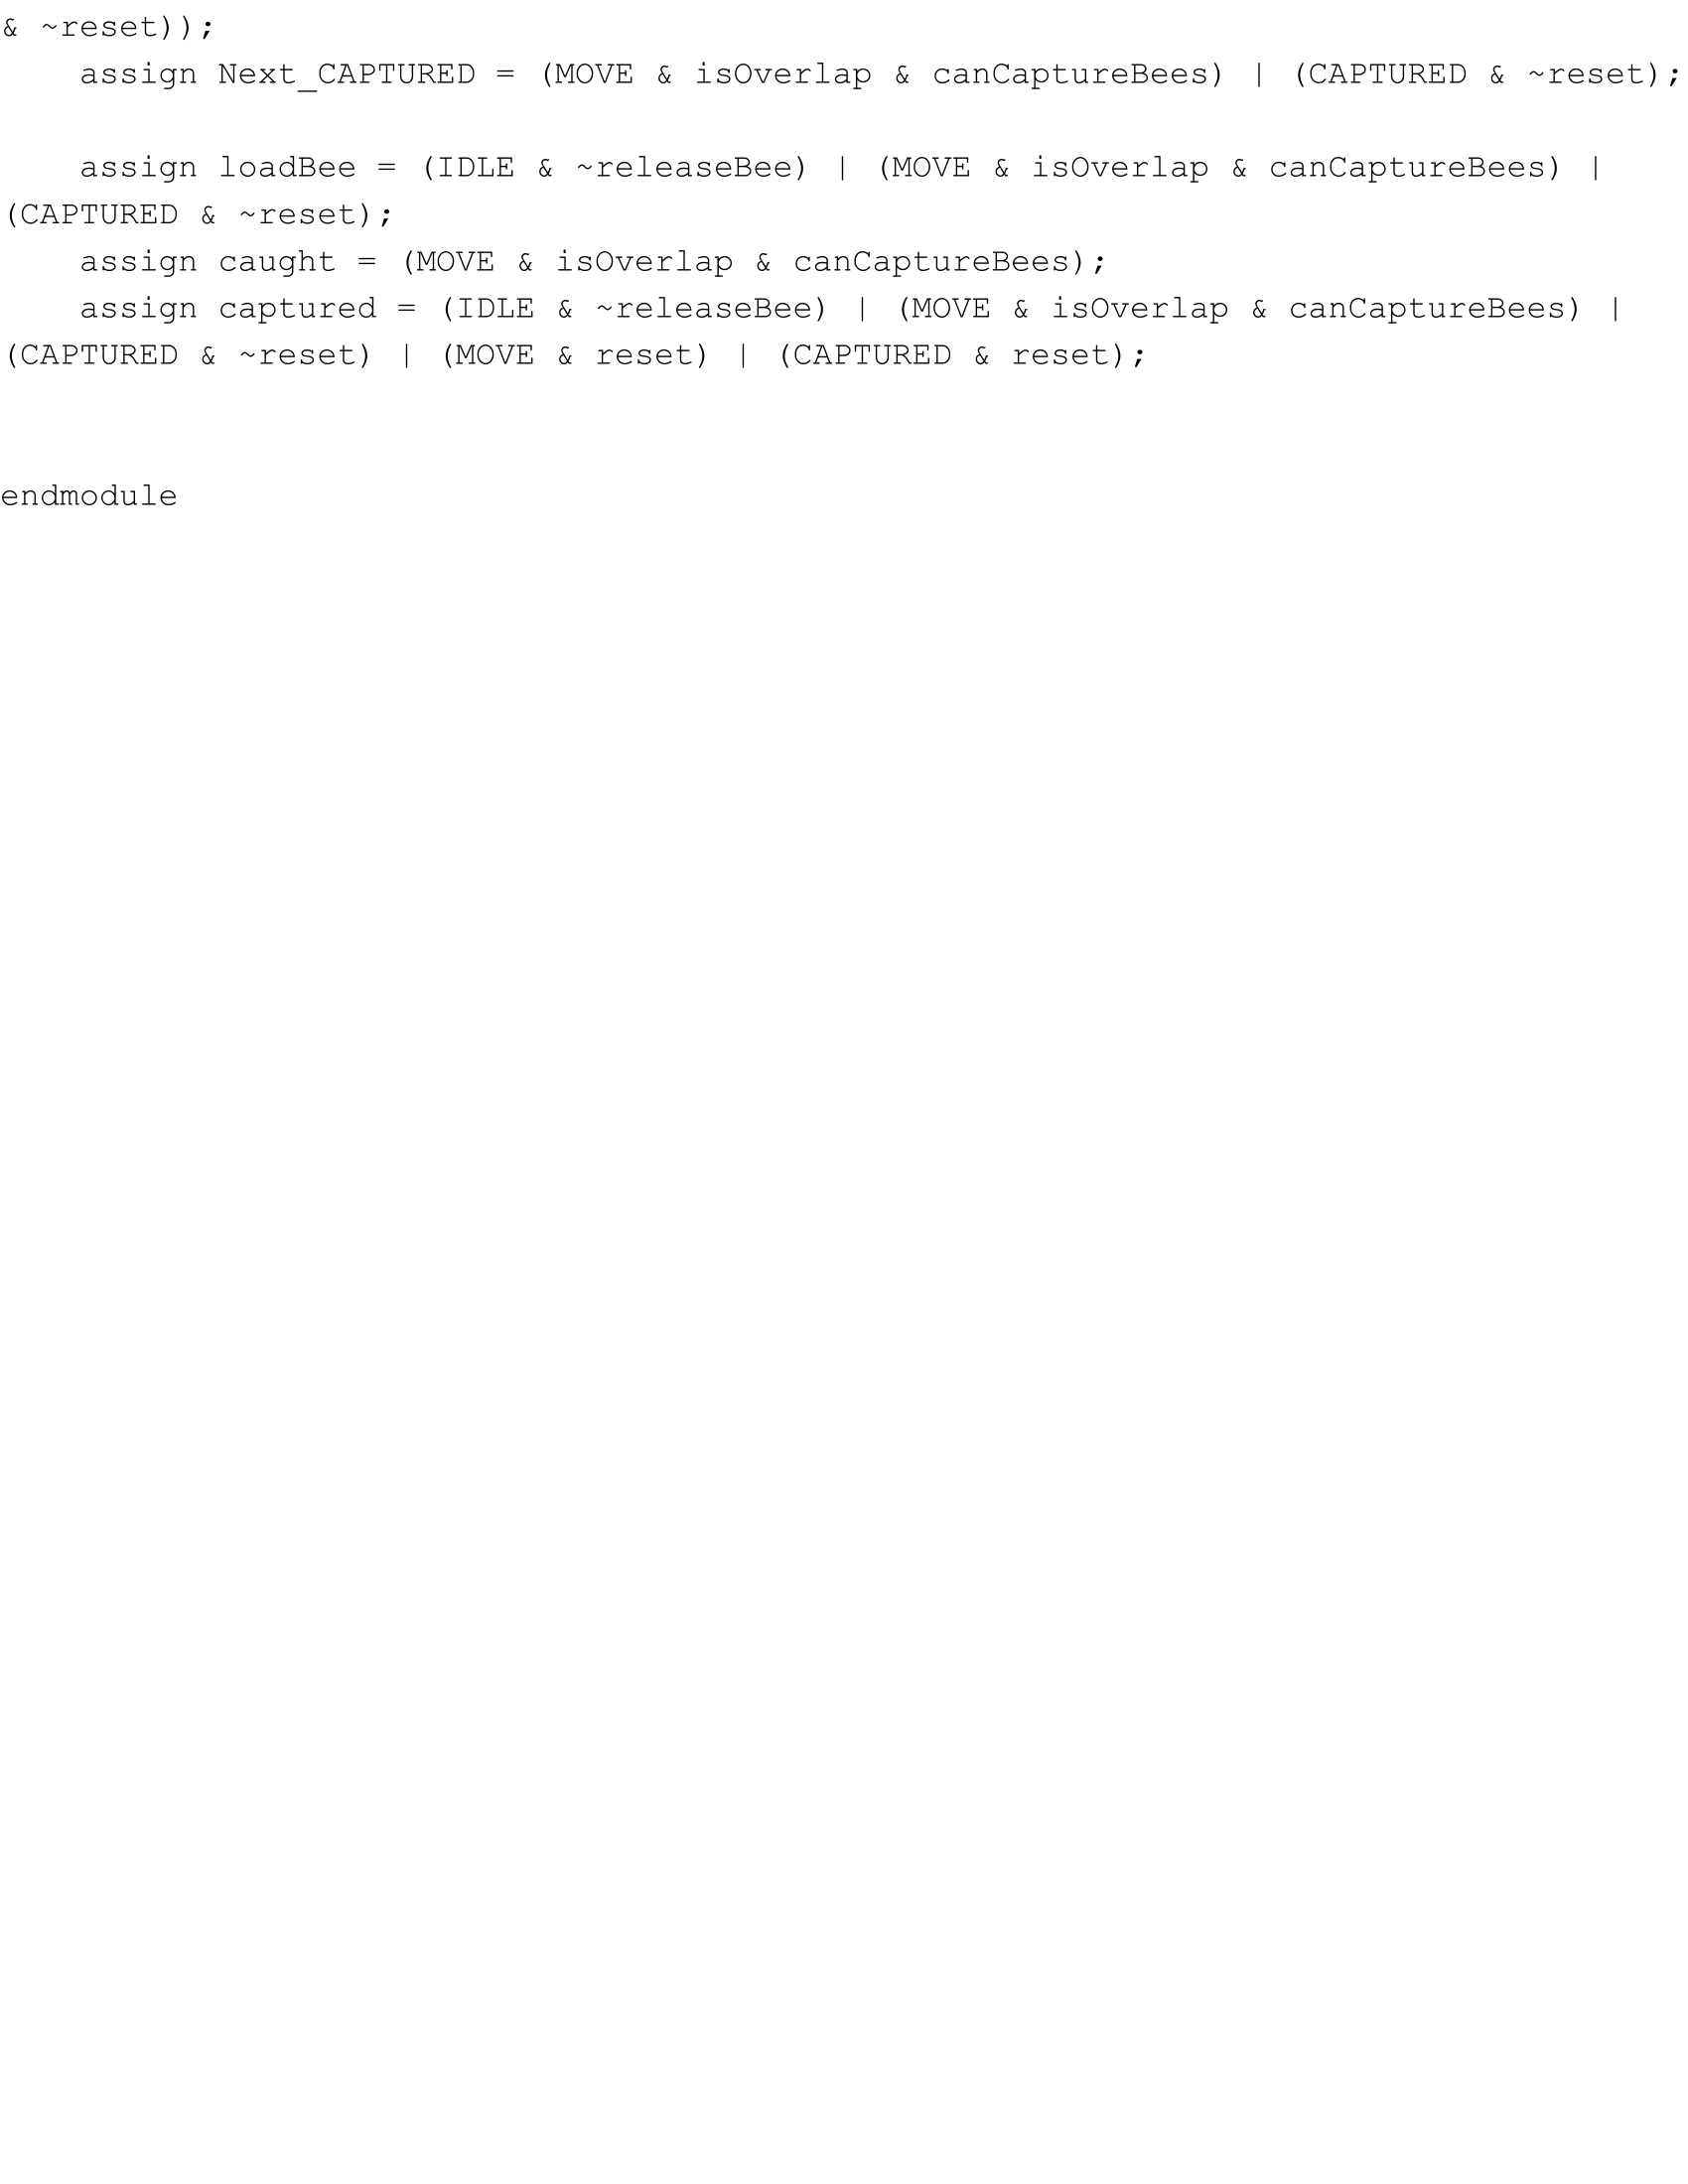 & ~reset));
    assign Next_CAPTURED = (MOVE & isOverlap & canCaptureBees) | (CAPTURED & ~reset);
    assign loadBee = (IDLE & ~releaseBee) | (MOVE & isOverlap & canCaptureBees) |
(CAPTURED & ~reset);
    assign caught = (MOVE & isOverlap & canCaptureBees);
    assign captured = (IDLE & ~releaseBee) | (MOVE & isOverlap & canCaptureBees) |
(CAPTURED & ~reset) | (MOVE & reset) | (CAPTURED & reset);
endmodule